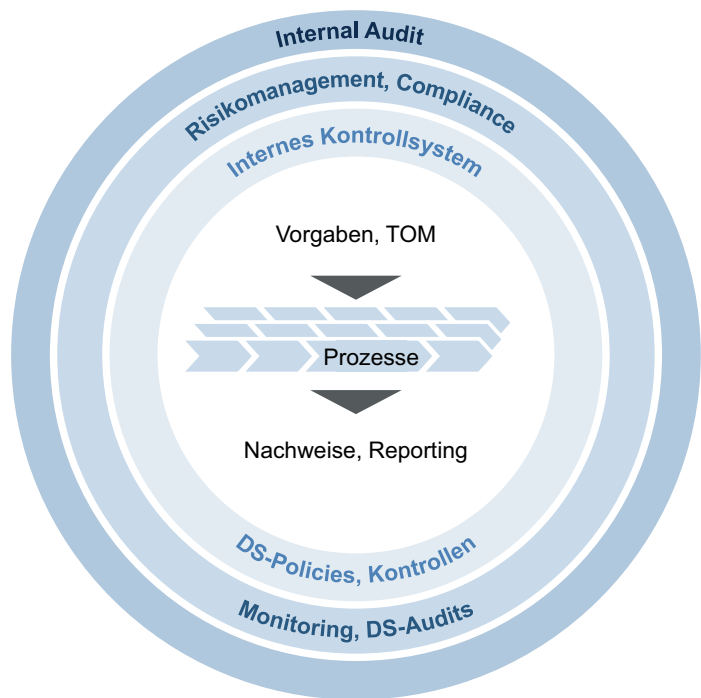 Internal Audit
Risikomanagement, Compliance
Internes Kontrollsystem
Vorgaben, TOM
Prozesse
Nachweise, Reporting
DS-Policies, Kontrollen
Monitoring, DS-Audits